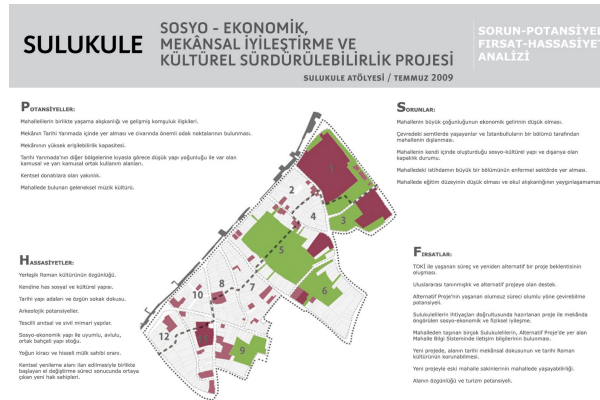 SULUKULE
SOSYO - EKONOMİK,
MEKÂNSAL İYİLEŞTİRME VE
KÜLTÜREL SÜRDÜRÜLEBİLİRLİK PROJESİ
SULUKULE ATÖLYESİ / TEMMUZ 2009
SORUN-POTANSİYEL
FIRSAT-HASSASİYET
ANALİZİ
POTANSİYELLER:
Mahallelilerin birlikte yaşama alışkanlığı ve gelişmiş komşuluk ilişkileri.
Mekânın Tarihi Yarımada içinde yer alması ve civarında önemli odak noktalarının bulunması.
Mekânının yüksek erişilebilirlik kapasitesi.
Tarihi Yarımada'nın diğer bölgelerine kıyasla görece düşük yapı yoğunluğu ile var olan
kamusal ve yarı kamusal ortak kullanım alanları.
Kentsel donatılara olan yakınlık.
Mahallede bulunan geleneksel müzik kültürü.
SORUNLAR:
Mahallenin büyük çoğunluğunun ekonomik gelirinin düşük olması.
Çevredeki semtlerde yaşayanlar ve İstanbulluların bir bölümü tarafından
mahallenin dışlanması.
Mahallenin kendi içinde oluşturduğu sosyo-kültürel yapı ve dışarıya olan
kapalılık durumu.
Mahalledeki istihdamın büyük bir bölümünün enformel sektörde yer alması.
Mahallede eğitim düzeyinin düşük olması ve okul alışkanlığının yaygınlaşamaması
HASSASİYETLER:
Yerleşik Roman kültürünün özgünlüğü.
Kendine has sosyal ve kültürel yapısı.
Tarihi yapı adaları ve özgün sokak dokusu.
Arkeolojik potansiyeller.
Tescilli anıtsal ve sivil mimari yapılar.
Sosyo-ekonomik yapı ile uyumlu, avlulu,
ortak bahçeli yapı stoğu.
Yoğun kiracı ve hisseli mülk sahibi oranı.
Kentsel yenileme alanı ilan edilmesiyle birlikte
başlayan el değiştirme süreci sonucunda ortaya
çıkan yeni hak sahipleri.
1
2
3
4
5
6
7
8
9
10
12
FIRSATLAR:
TOKİ ile yaşanan süreç ve yeniden alternatif bir proje beklentisinin
oluşması.
Uluslararası tanınmışlık ve alternatif projeye olan destek.
Alternatif Proje'nin yaşanan olumsuz süreci olumlu yöne çevirebilme
potansiyeli.
Sulukulelilerin ihtiyaçları doğrultusunda hazırlanan proje ile mekânda
öngörülen sosyo-ekonomik ve fiziksel iyileşme.
Mahalleden taşınan birçok Sulukulelilerin, Alternatif Proje'de yer alan
Mahalle Bilgi Sisteminde iletişim bilgilerinin bulunması.
Yeni projede, alanın tarihi mekânsal dokusunun ve tarihi Roman
kültürünün korunabilmesi.
Yeni projeyle eski mahalle sakinlerinin mahallede yaşayabilirliği.
Alanın özgünlüğü ve turizm potansiyeli.